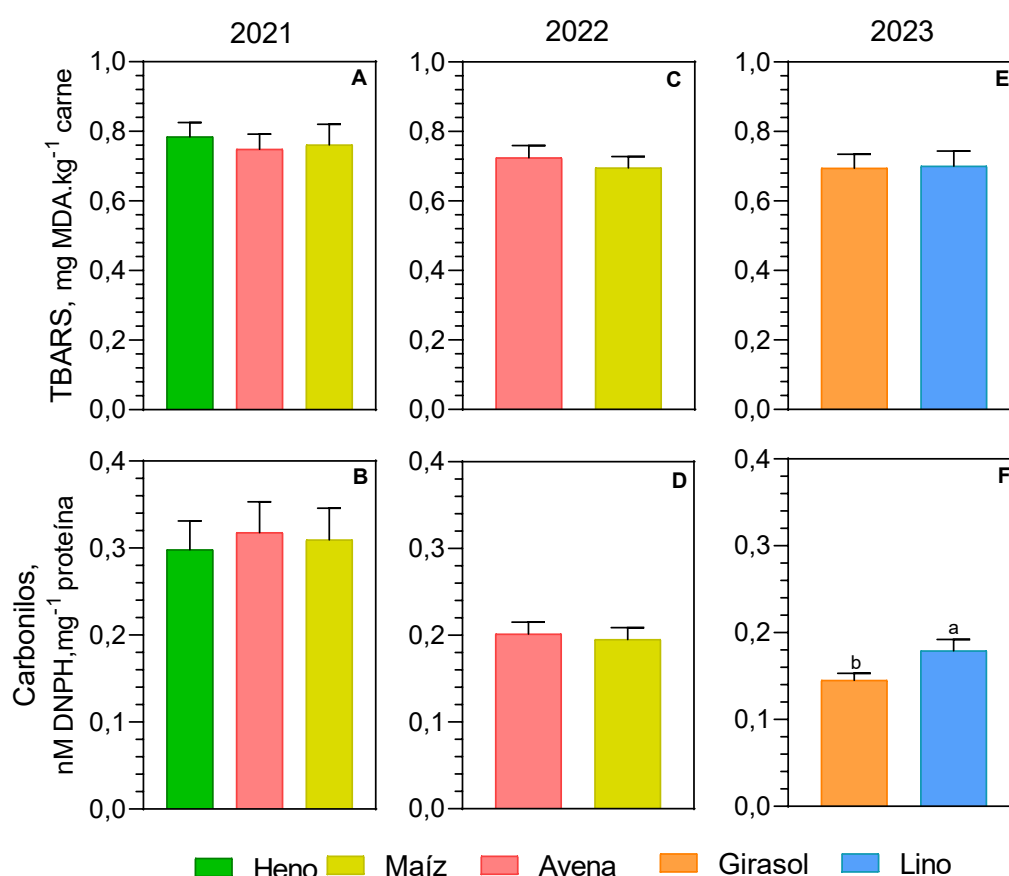 2021 2022 2023
TBARS, mg MDA.kg⁻¹ carne
1,0
0,8
0,6
0,4
0,2
0,0
A
1,0
0,8
0,6
0,4
0,2
0,0
C
1,0
0,8
0,6
0,4
0,2
0,0
E
Carbonilos,
nM DNPH,mg⁻¹ proteína
0,4
0,3
0,2
0,1
0,0
B
0,4
0,3
0,2
0,1
0,0
D
0,4
0,3
0,2
0,1
0,0
F
b
a
Heno Maíz Avena Girasol Lino